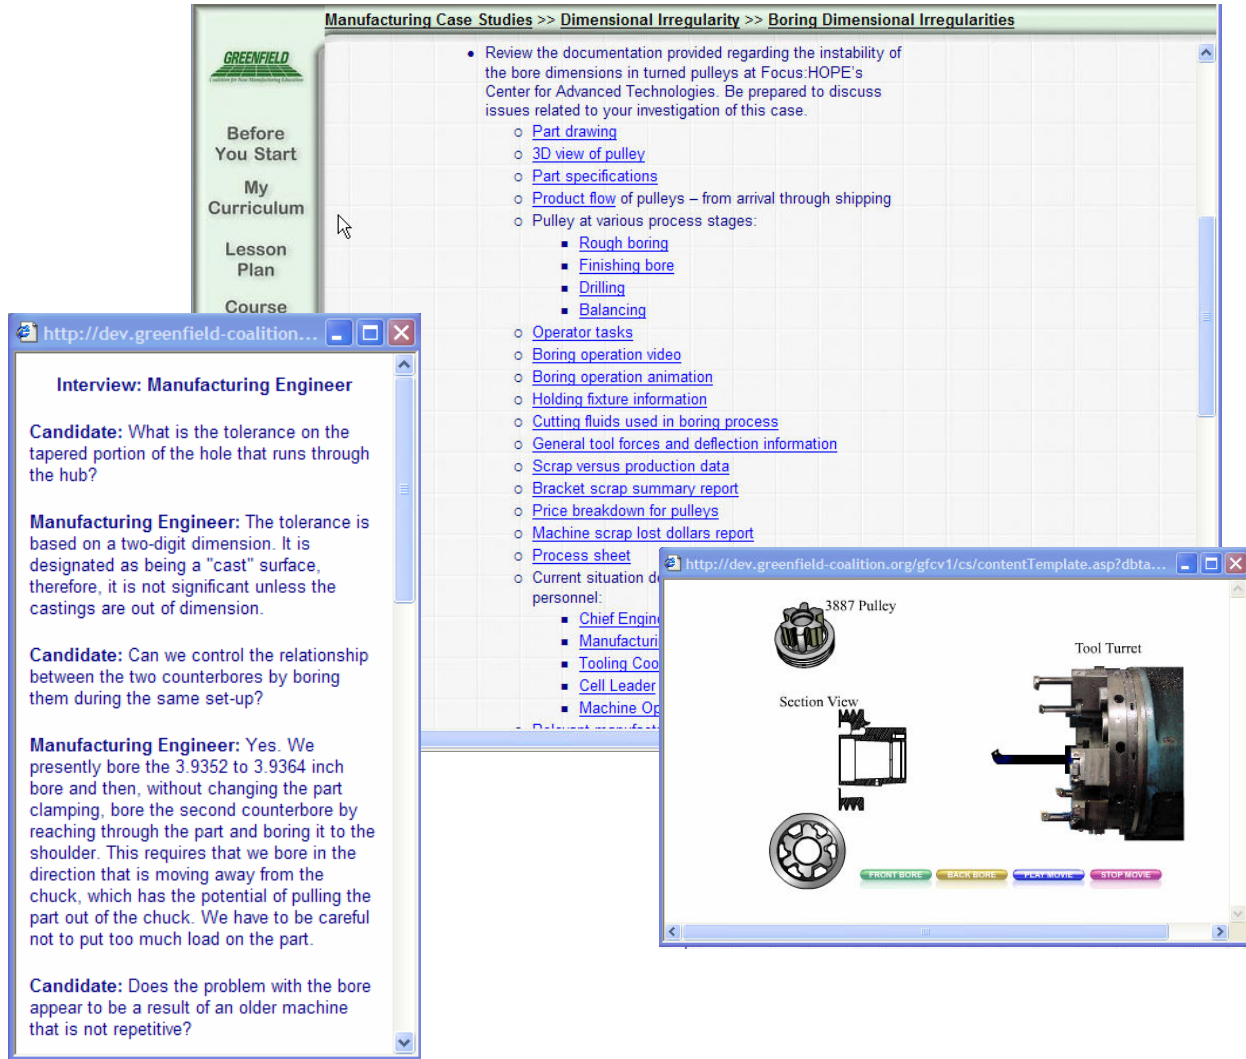 Manufacturing Case Studies >> Dimensional Irregularity >> Boring Dimensional Irregularities
GREENFIELD
Coalition for New Manufacturing Education
Before
You Start
My
Curriculum
Lesson
Plan
Course
• Review the documentation provided regarding the instability of
the bore dimensions in turned pulleys at Focus:HOPE's
Center for Advanced Technologies. Be prepared to discuss
issues related to your investigation of this case.
Part drawing
3D view of pulley
Part specifications
Product flow of pulleys – from arrival through shipping
Pulley at various process stages:
Rough boring
Finishing bore
Drilling
Balancing
Operator tasks
Boring operation video
Boring operation animation
Holding fixture information
Cutting fluids used in boring process
General tool forces and deflection information
Scrap versus production data
Bracket scrap summary report
Price breakdown for pulleys
Machine scrap lost dollars report
Process sheet
Current situation de
personnel:
Chief Engin
Manufacturi
Tooling Coo
Cell Leader
Machine Op
http://dev.greenfield-coalition...
Interview: Manufacturing Engineer
Candidate: What is the tolerance on the
tapered portion of the hole that runs through
the hub?
Manufacturing Engineer: The tolerance is
based on a two-digit dimension. It is
designated as being a "cast" surface,
therefore, it is not significant unless the
castings are out of dimension.
Candidate: Can we control the relationship
between the two counterbores by boring
them during the same set-up?
Manufacturing Engineer: Yes. We
presently bore the 3.9352 to 3.9364 inch
bore and then, without changing the part
clamping, bore the second counterbore by
reaching through the part and boring it to the
shoulder. This requires that we bore in the
direction that is moving away from the
chuck, which has the potential of pulling the
part out of the chuck. We have to be careful
not to put too much load on the part.
Candidate: Does the problem with the bore
appear to be a result of an older machine
that is not repetitive?
http://dev.greenfield-coalition.org/gfcv1/cs/contentTemplate.asp?dbta...
3887 Pulley
Tool Turret
Section View
FRONT BORE
BACK BORE
PLAY MOVIE
STOP MOVIE